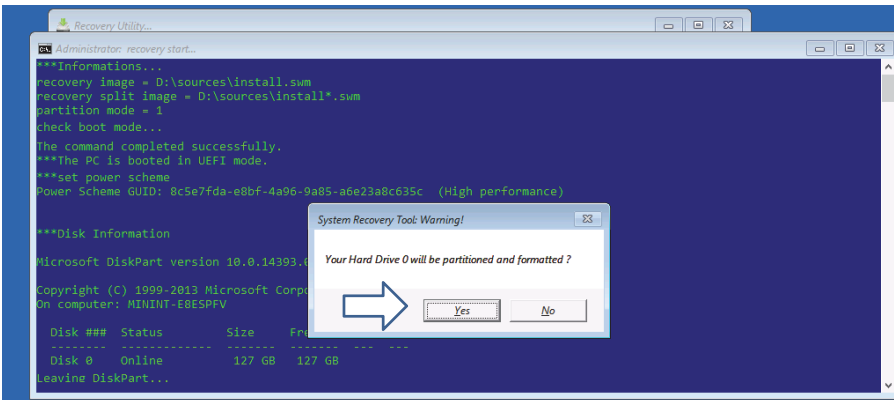 Recovery Utility...
Administrator: recovery start...
***Informations...
recovery image = D:\sources\install.swm
recovery split image = D:\sources\install*.swm
partition mode = 1
check boot mode...
The command completed successfully.
***The PC is booted in UEFI mode.
***set power scheme
Power Scheme GUID: 8c5e7fda-e8bf-4a96-9a85-a6e23a8c635c  (High performance)
***Disk Information
Microsoft DiskPart version 10.0.14393.
Copyright (C) 1999-2013 Microsoft Corpo
On computer: MININT-E8ESPFV
Disk ###  Status         Size     Fre
--------  -------------  -------  -------  ---  ---
Disk 0    Online          127 GB   127 GB
Leaving DiskPart...
System Recovery Tool: Warning!
Your Hard Drive 0 will be partitioned and formatted ?
Yes No